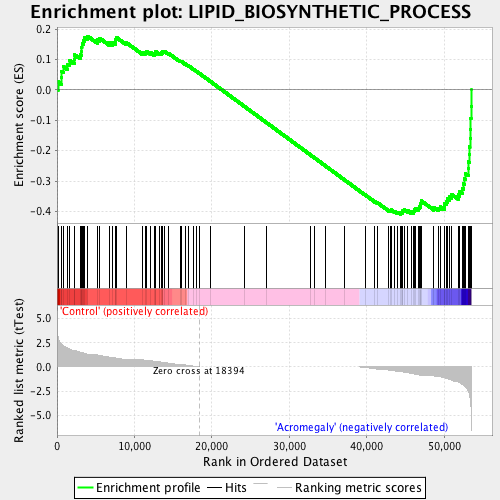 Enrichment plot: LIPID_BIOSYNTHETIC_PROCESS
Enrichment score (ES)
0.2
0.1
0.0
-0.1
-0.2
-0.3
-0.4
'Control' (positively correlated)
Ranked list metric (tTest)
5.0
2.5
0.0
-2.5
-5.0
Zero cross at 18394
'Acromegaly' (negatively correlated)
0 10,000 20,000 30,000 40,000 50,000
Rank in Ordered Dataset
Enrichment profile Hits Ranking metric scores